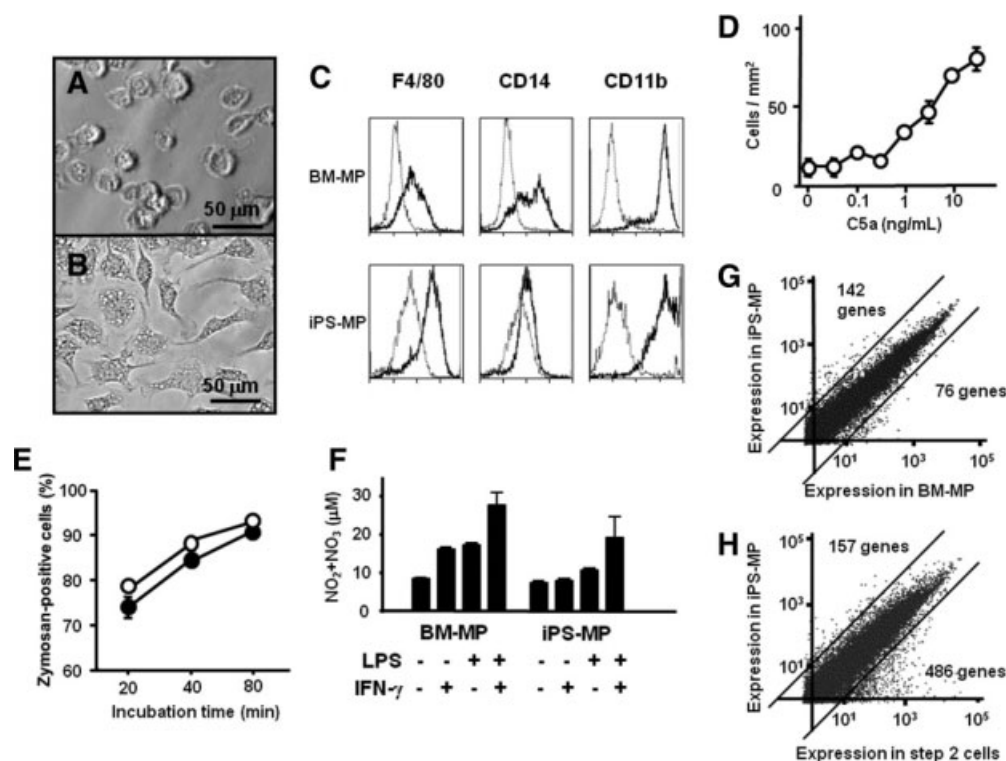 A
50 µm
B
50 µm
C
F4/80
CD14
CD11b
BM-MP
iPS-MP
D
Cells / mm²
100
50
0
0
0.1
1
10
C5a (ng/mL)
E
Zymosan-positive cells (%)
100
90
80
70
60
20
40
80
Incubation time (min)
F
NO₂+NO₃ (µM)
30
20
10
0
BM-MP
iPS-MP
LPS - - + + - - + +
IFN-γ - + - + - + - +
G
Expression in iPS-MP
10⁵
10³
10¹
142
genes
76 genes
10¹
10³
10⁵
Expression in BM-MP
H
Expression in iPS-MP
10⁵
10³
10¹
157 genes
486 genes
10¹
10³
10⁵
Expression in step 2 cells